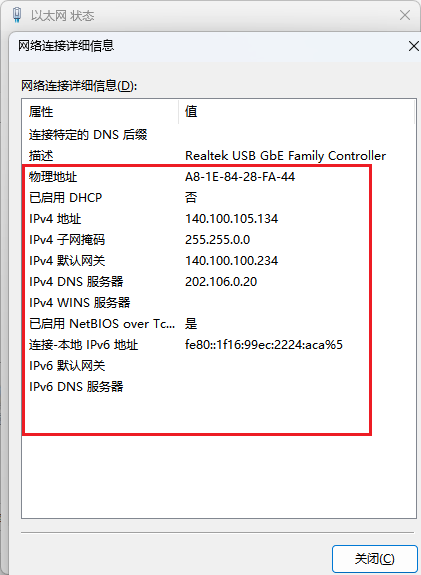 以太网 状态
网络连接详细信息
网络连接详细信息(D):
属性 值
连接特定的 DNS 后缀
描述 Realtek USB GbE Family Controller
物理地址 A8-1E-84-28-FA-44
已启用 DHCP 否
IPv4 地址 140.100.105.134
IPv4 子网掩码 255.255.0.0
IPv4 默认网关 140.100.100.234
IPv4 DNS 服务器 202.106.0.20
IPv4 WINS 服务器
已启用 NetBIOS over Tc... 是
连接-本地 IPv6 地址 fe80::1f16:99ec:2224:aca%5
IPv6 默认网关
IPv6 DNS 服务器
关闭(C)